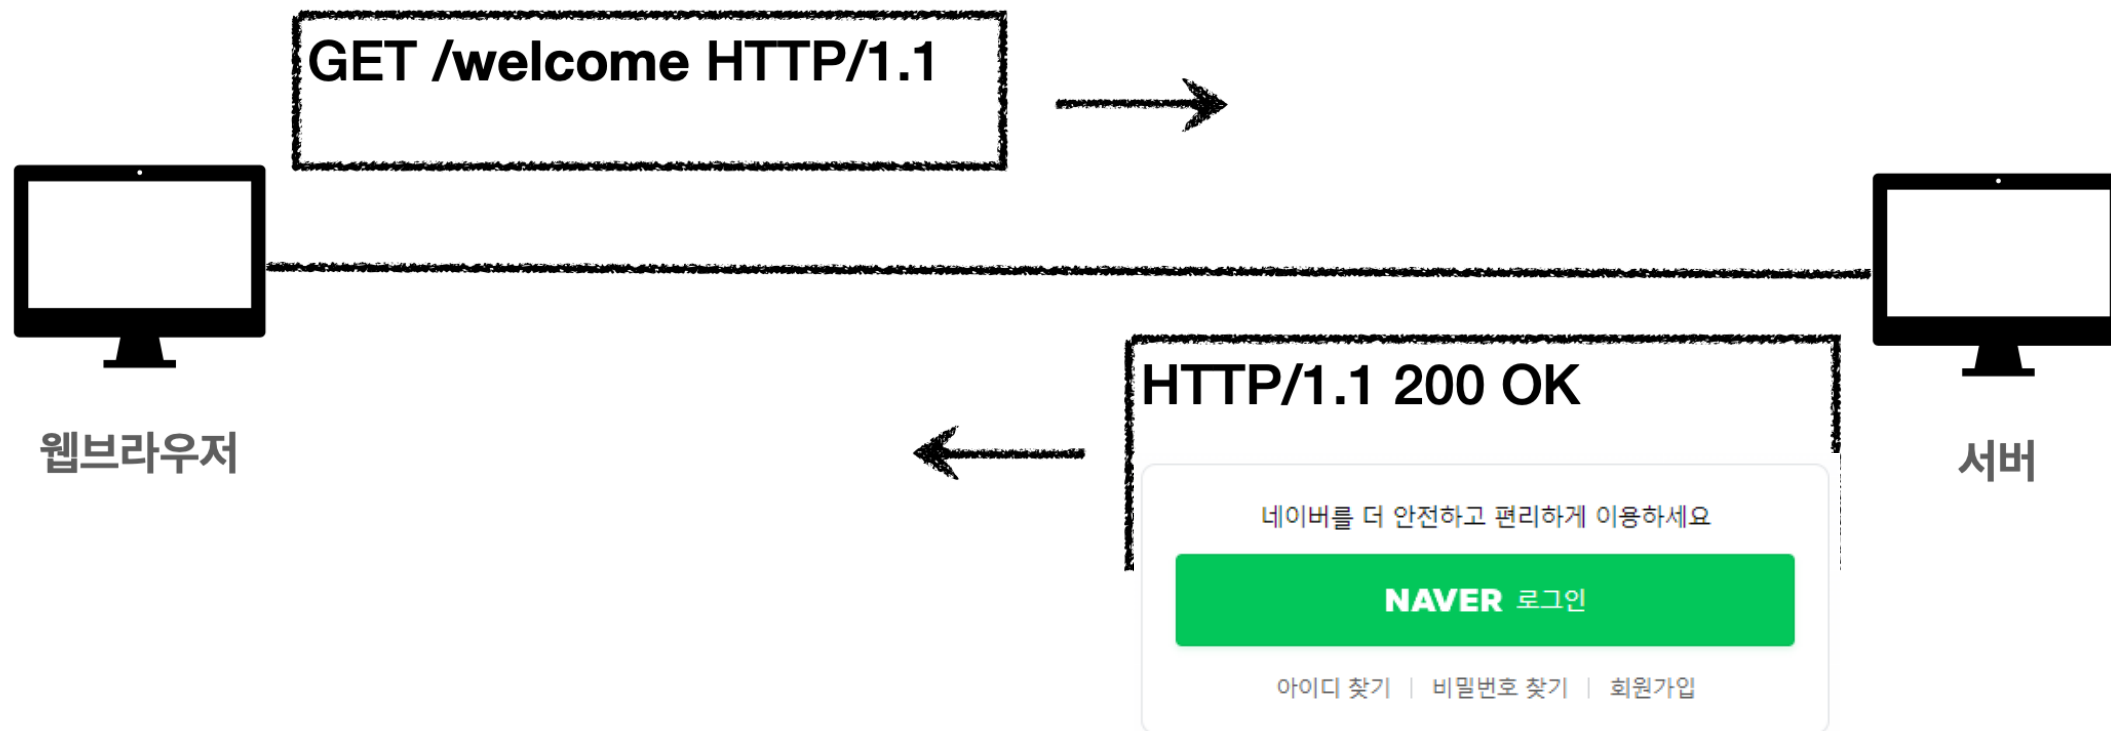 GET /welcome HTTP/1.1
웹브라우저
서버
HTTP/1.1 200 OK
네이버를 더 안전하고 편리하게 이용하세요
NAVER 로그인
아이디 찾기 | 비밀번호 찾기 | 회원가입